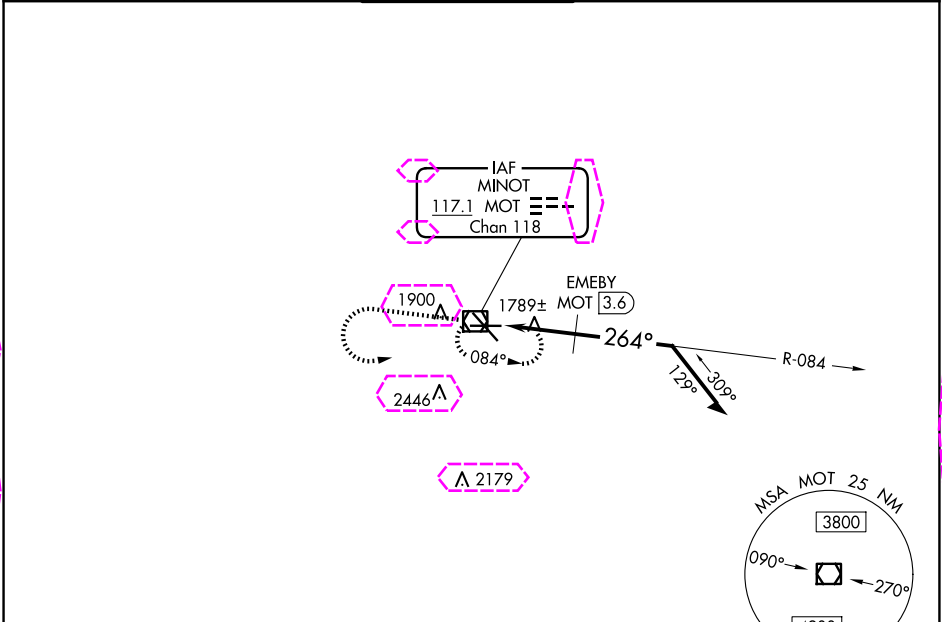 IAF
MINOT
117.1 MOT
Chan 118
EMEBY
MOT 3.6
1900
1789±
264°
084°
R-084
129°
309°
2446
2179
MSA MOT 25 NM
3800
090°
270°